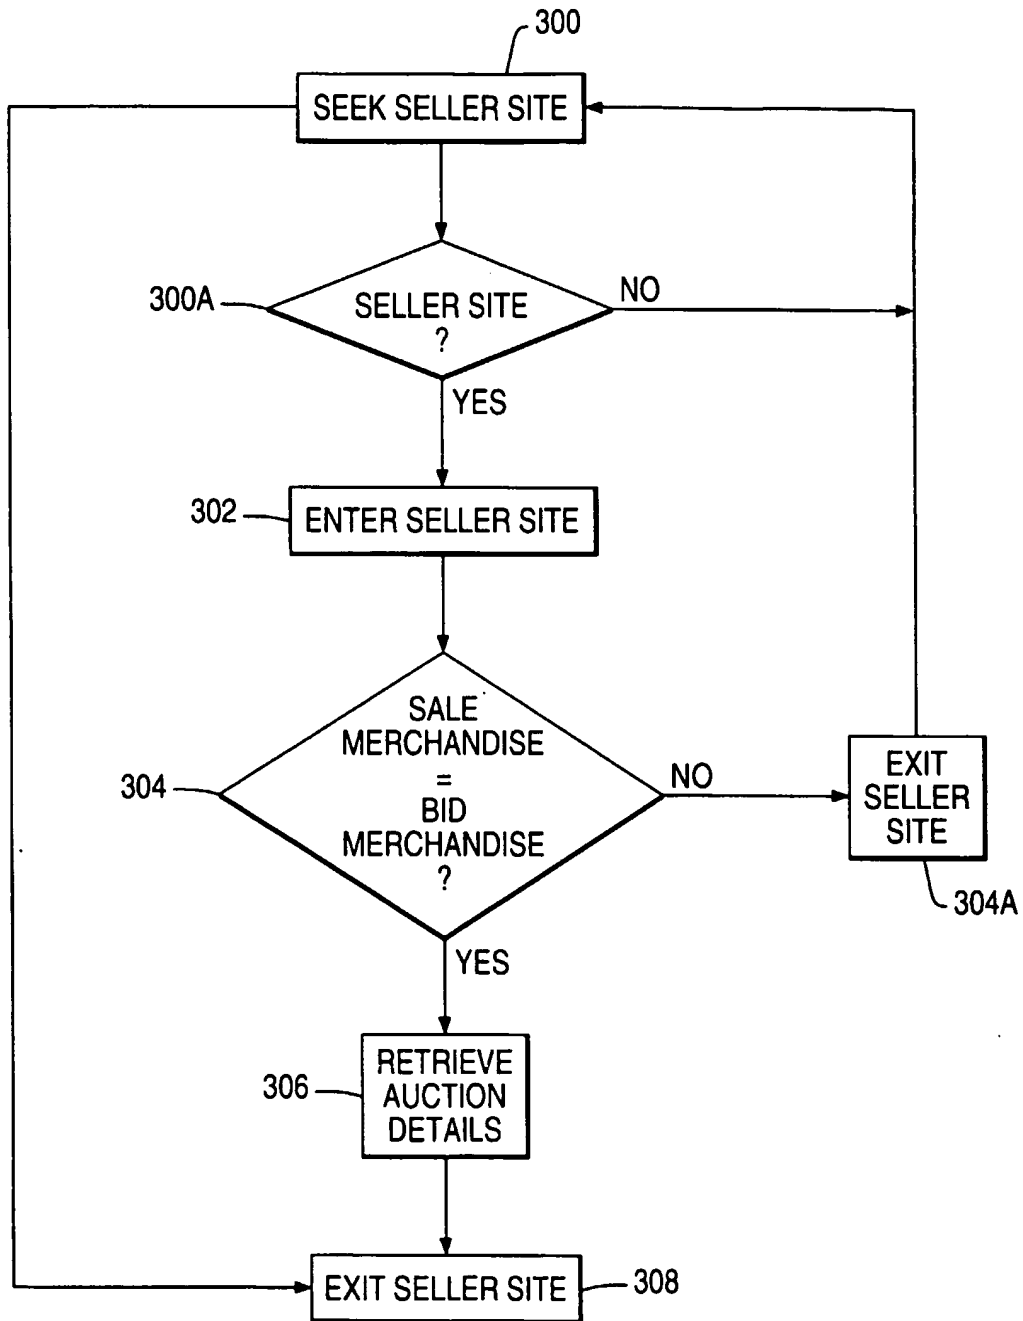 300
SEEK SELLER SITE
300A
SELLER SITE
?
NO
YES
302
ENTER SELLER SITE
304
SALE
MERCHANDISE
=
BID
MERCHANDISE
?
NO
EXIT
SELLER
SITE
304A
YES
306
RETRIEVE
AUCTION
DETAILS
EXIT SELLER SITE
308